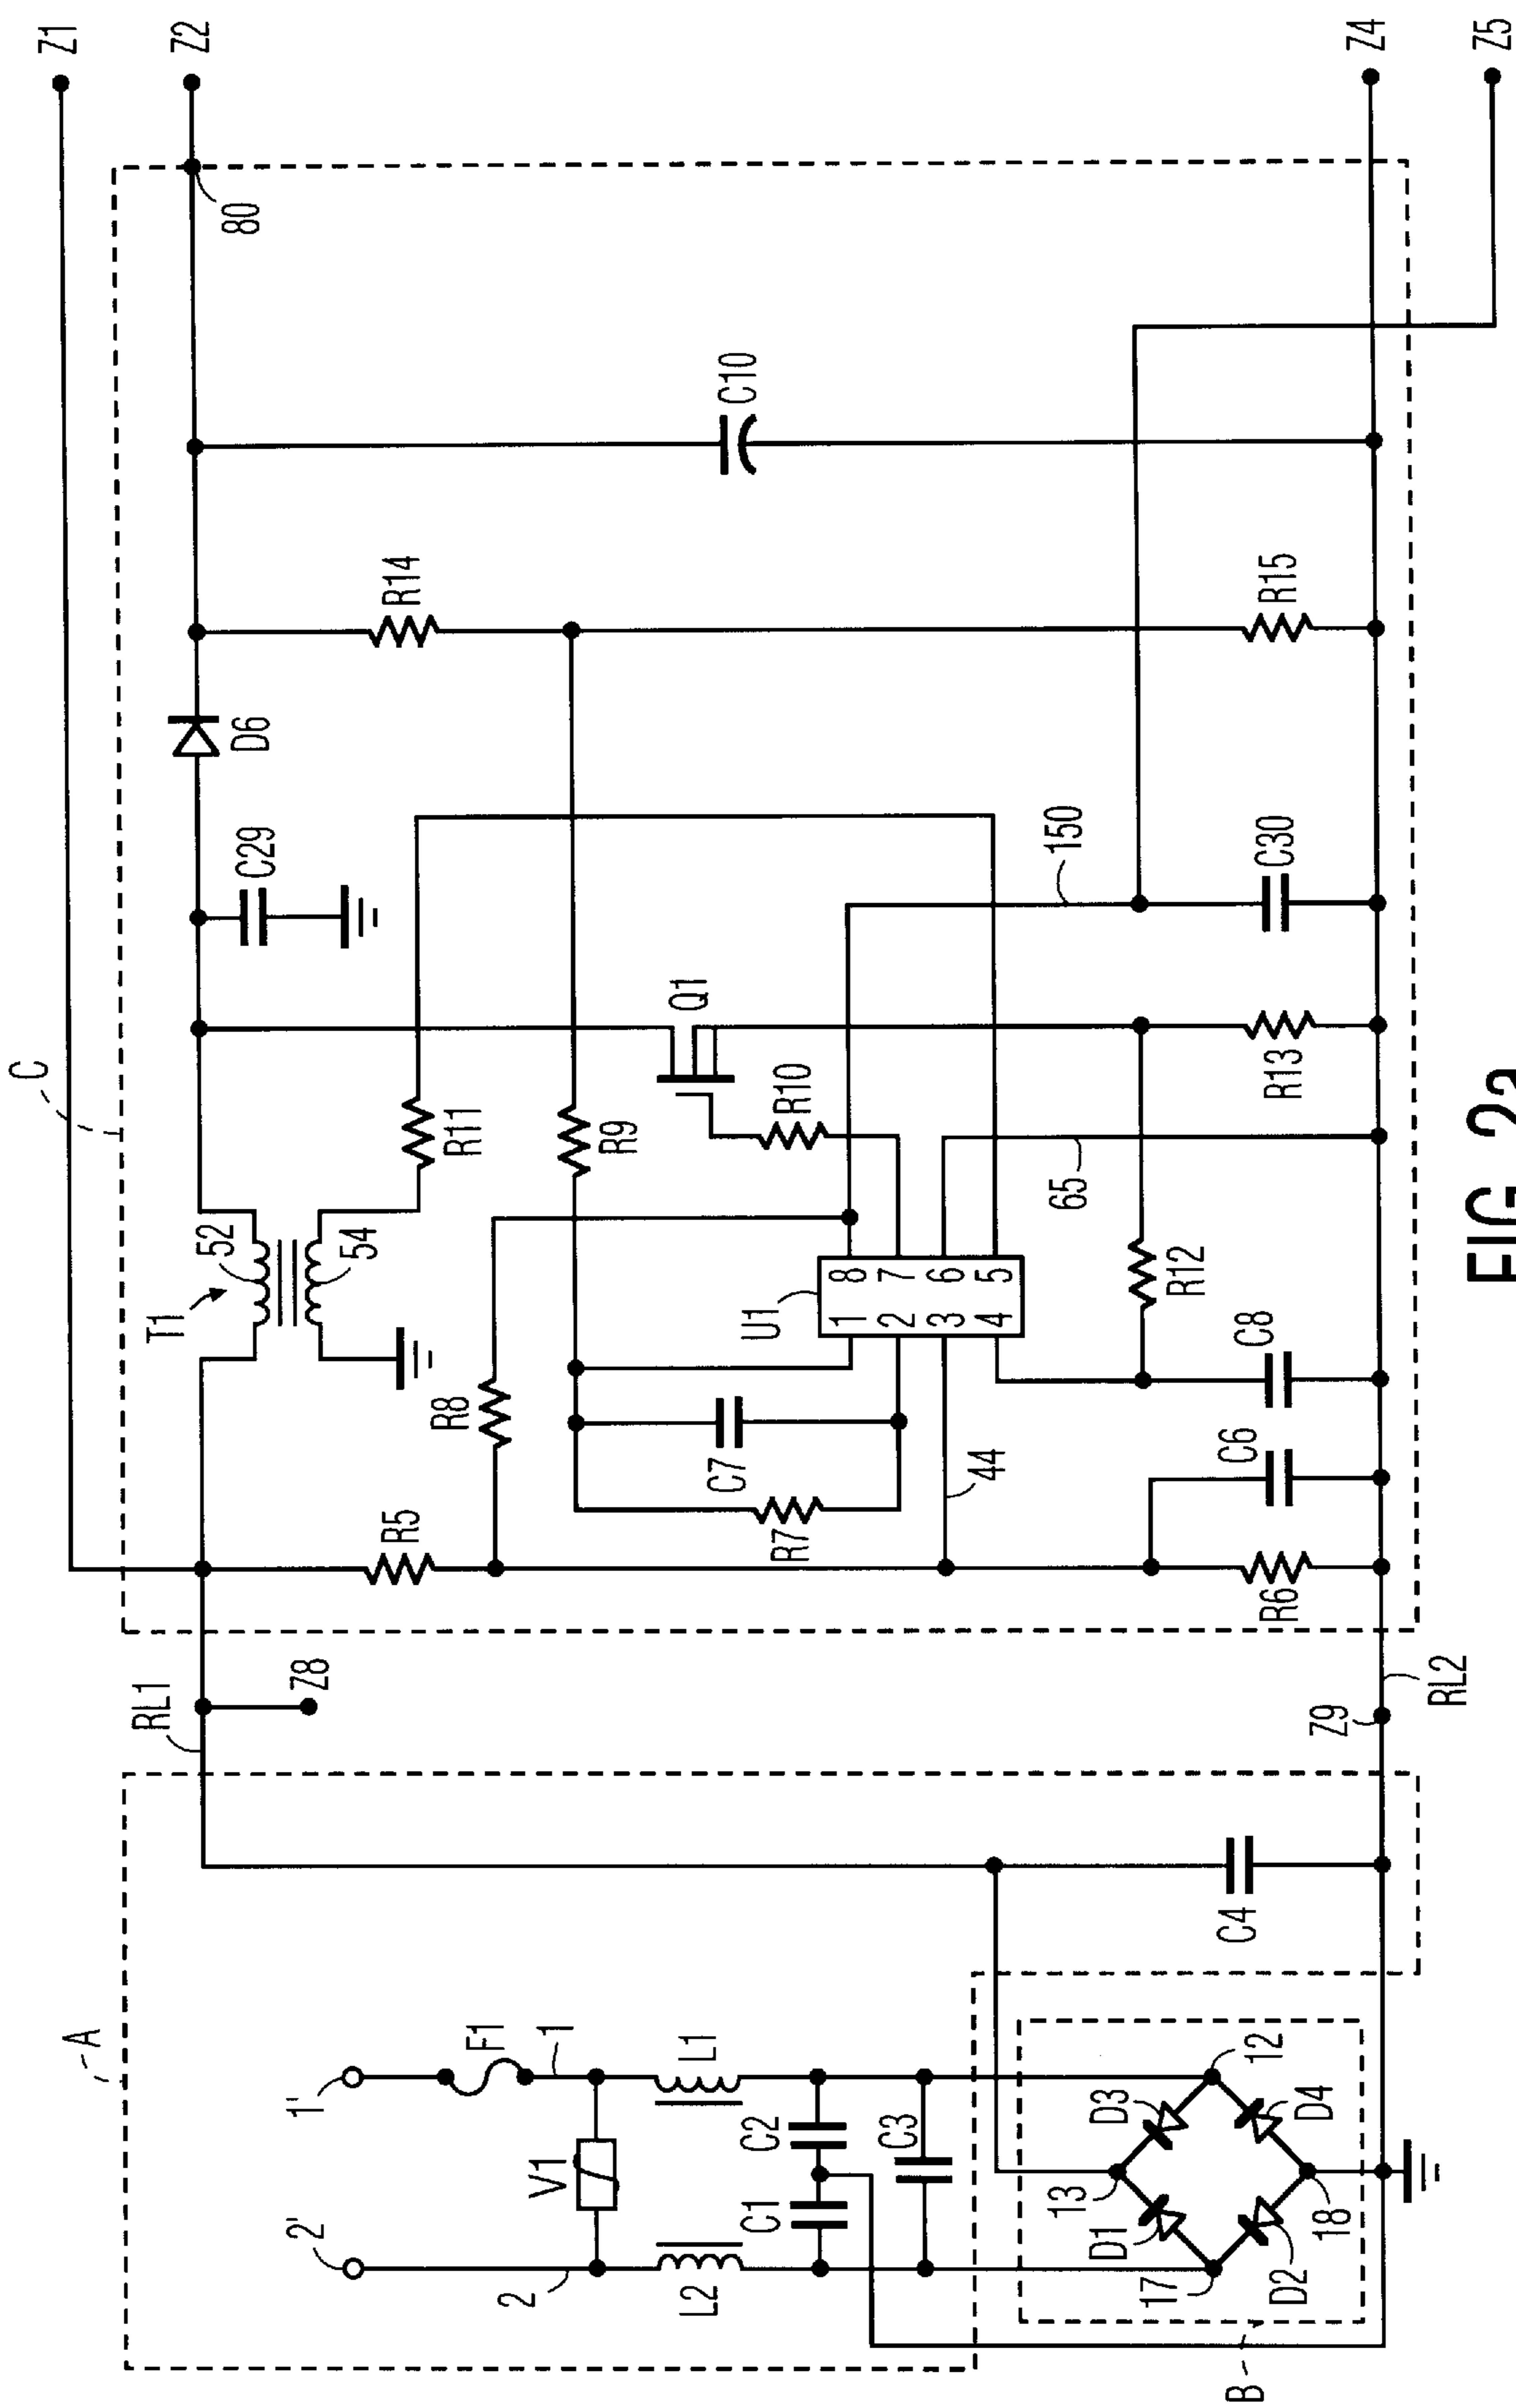 A
1'
2'
F1
1
2
V1
L1
L2
C1
C2
C3
D1
D2
D3
D4
12
13
17
18
B
C4
RL1
Z8
Z9
RL2
C
T1
52
54
R5
R6
R7
R8
C6
C7
C8
44
U1
1 8
2 7
3 6
4 5
R9
R10
R11
R12
R13
65
Q1
150
C29
C30
D6
R14
R15
C10
80
Z1
Z2
Z4
Z5
FIG. 2a